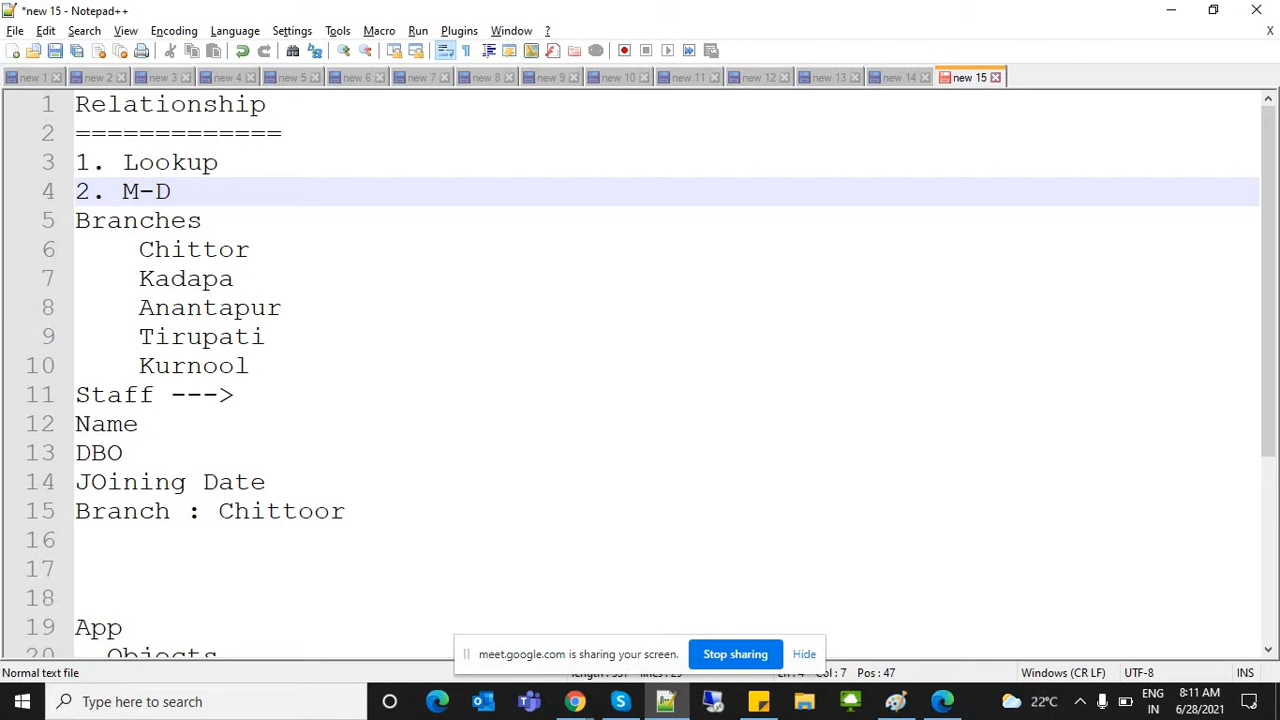 *new 15 - Notepad++
File Edit Search View Encoding Language Settings Tools Macro Run Plugins Window ? X
new 1 new 2 new 3 new 4 new 5 new 6 new 7 new 8 new 9 new 10 new 11 new 12 new 13 new 14 new 15
1 Relationship
2 =============
3 1. Lookup
4 2. M-D
5 Branches
6 Chittor
7 Kadapa
8 Anantapur
9 Tirupati
10 Kurnool
11 Staff --->
12 Name
13 DBO
14 JOining Date
15 Branch : Chittoor
16
17
18
19 App
20 Objects
meet.google.com is sharing your screen. Stop sharing Hide
Normal text file Ln : 4 Col : 7 Pos : 47 Windows (CR LF) UTF-8 INS
Type here to search 22°C ENG 8:11 AM
IN 6/28/2021